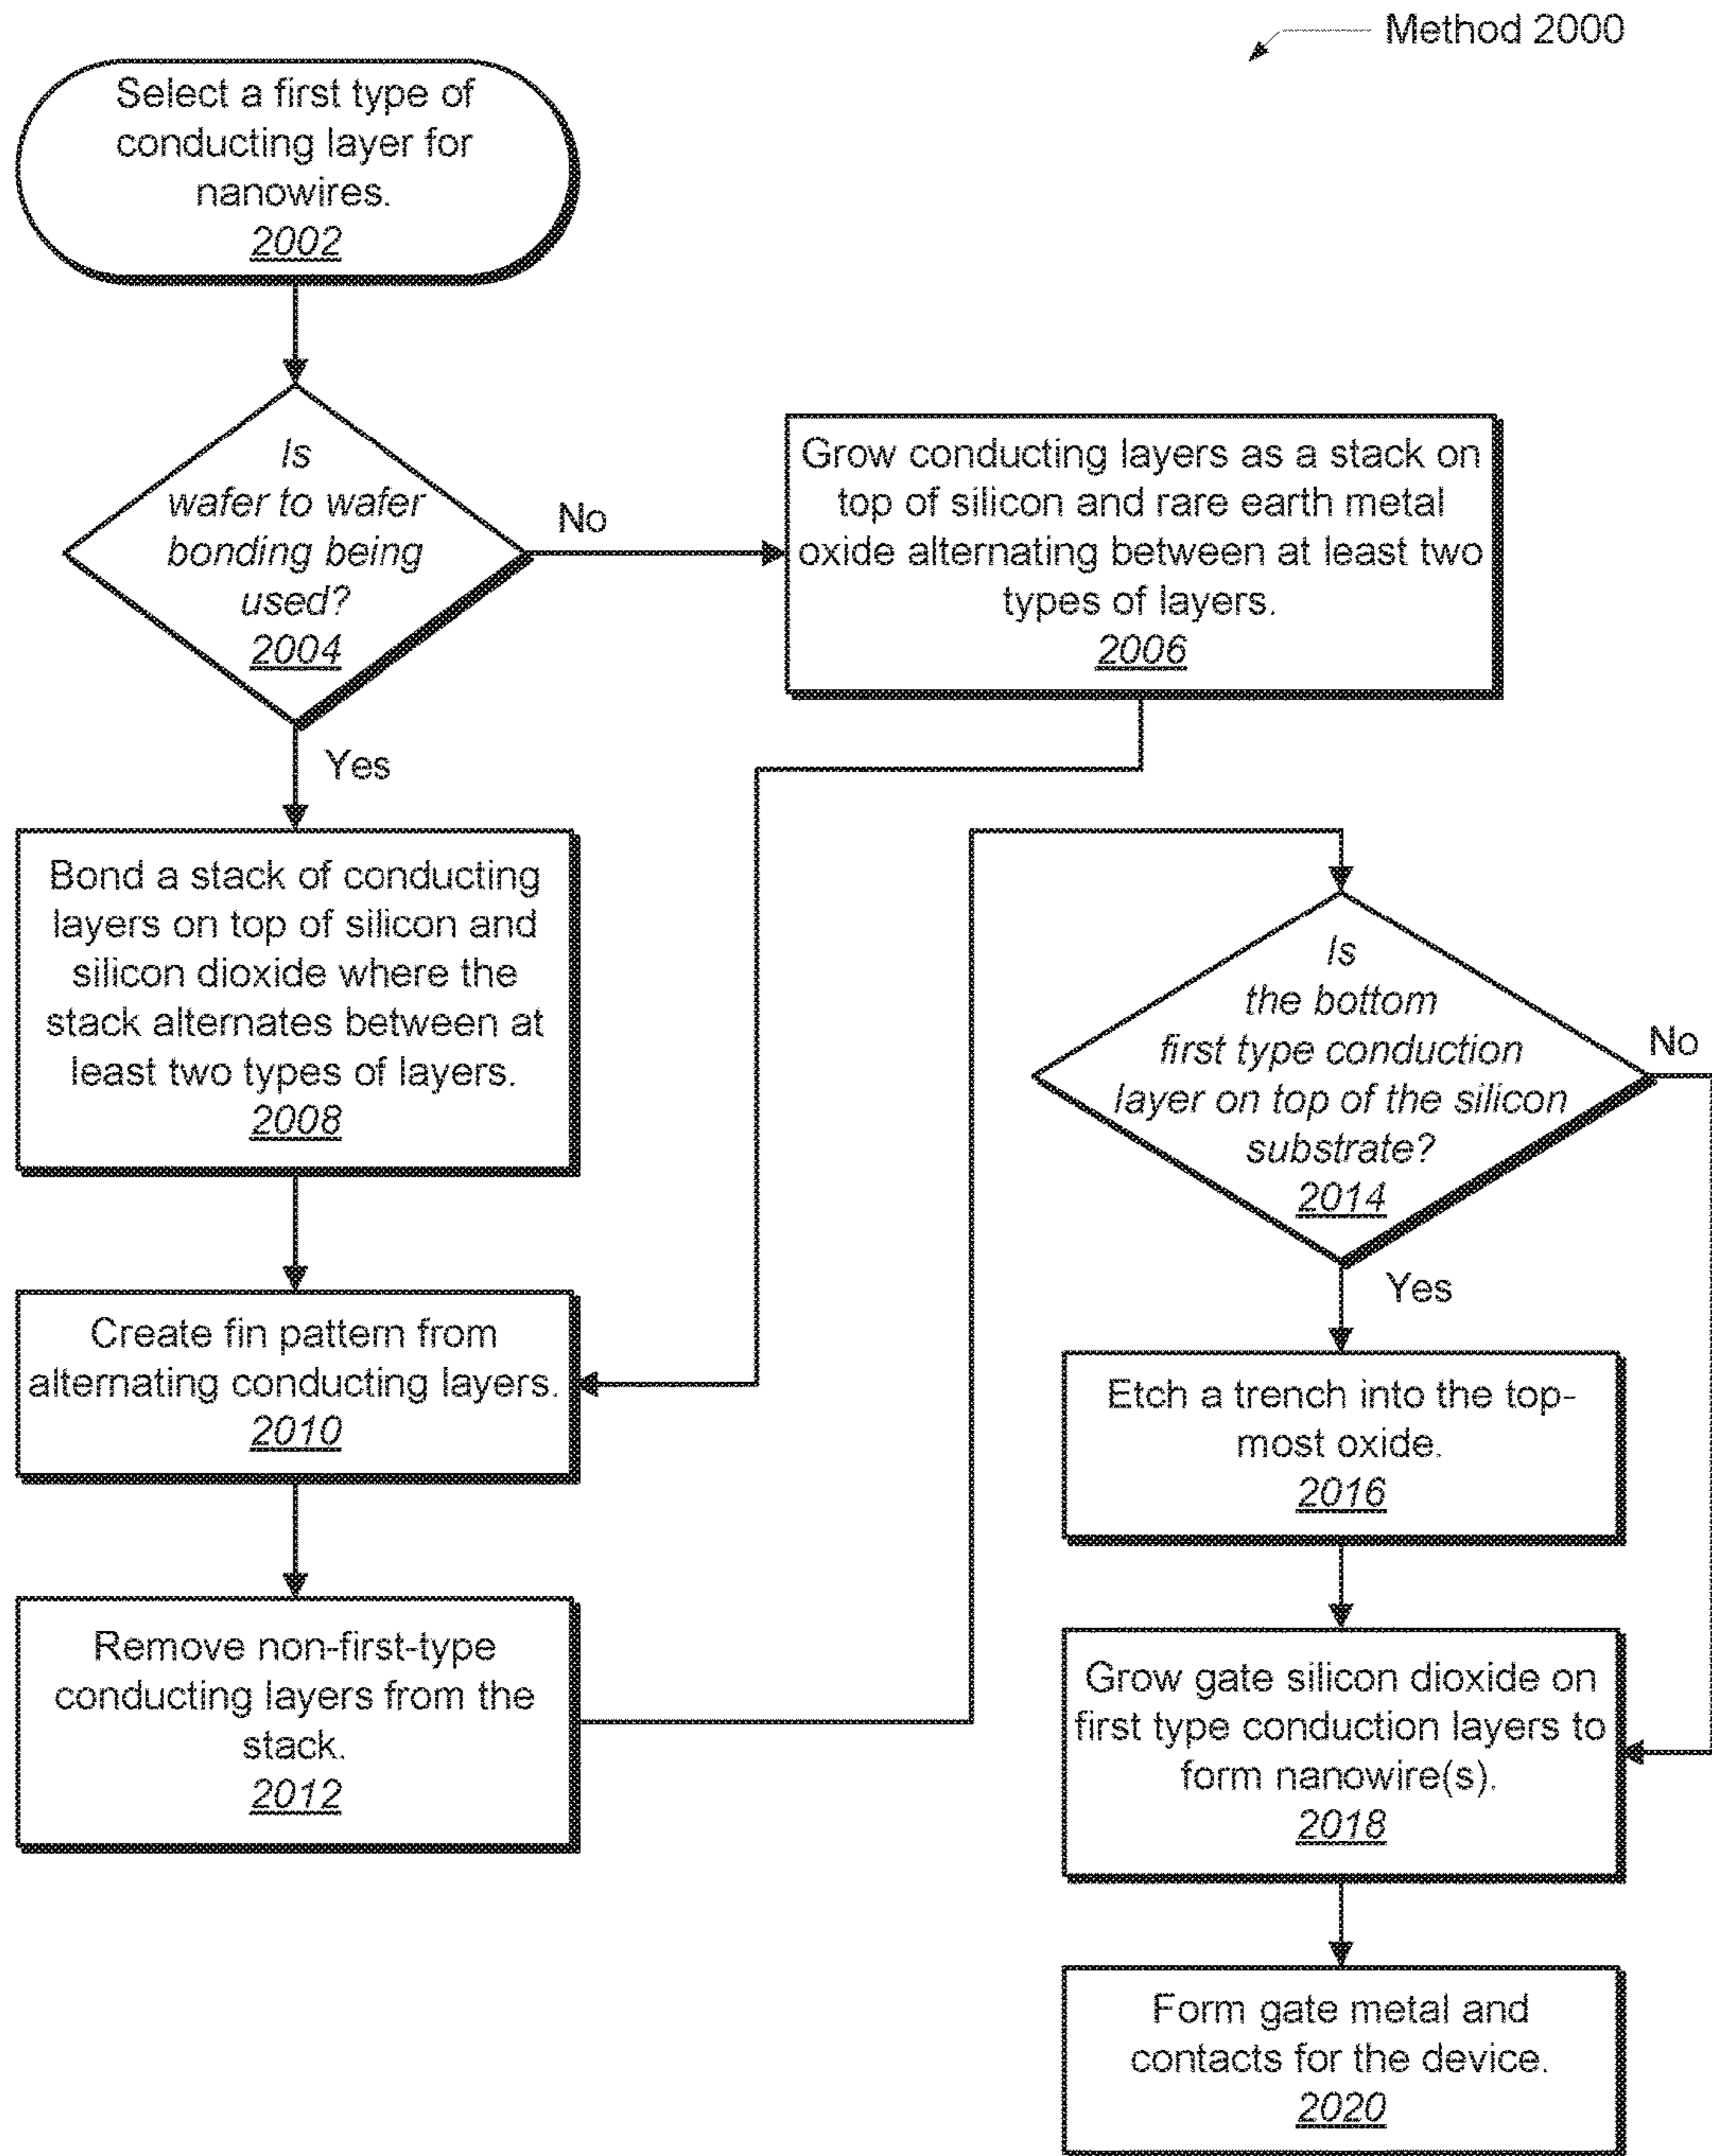 Method 2000
Select a first type of
conducting layer for
nanowires.
2002
Is
wafer to wafer
bonding being
used?
2004
No
Grow conducting layers as a stack on
top of silicon and rare earth metal
oxide alternating between at least two
types of layers.
2006
Yes
Bond a stack of conducting
layers on top of silicon and
silicon dioxide where the
stack alternates between at
least two types of layers.
2008
Create fin pattern from
alternating conducting layers.
2010
Remove non-first-type
conducting layers from the
stack.
2012
Is
the bottom
first type conduction
layer on top of the silicon
substrate?
2014
No
Yes
Etch a trench into the top-
most oxide.
2016
Grow gate silicon dioxide on
first type conduction layers to
form nanowire(s).
2018
Form gate metal and
contacts for the device.
2020